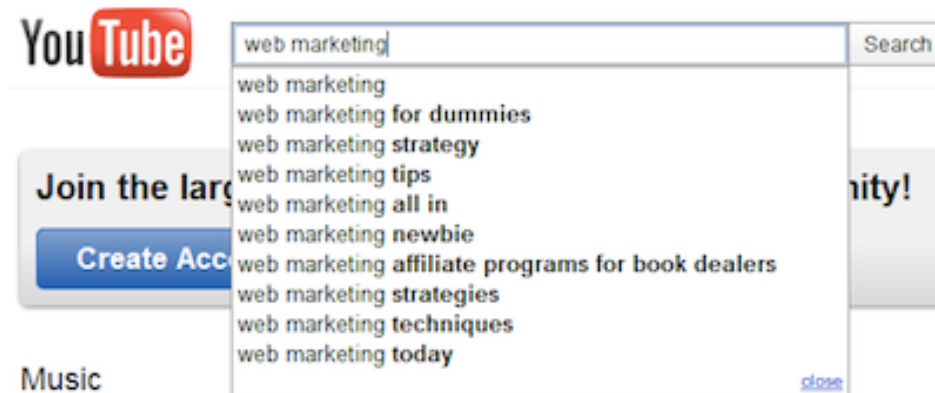 YouTube
web marketing
Search
web marketing
web marketing for dummies
web marketing strategy
web marketing tips
web marketing all in
web marketing newbie
web marketing affiliate programs for book dealers
web marketing strategies
web marketing techniques
web marketing today
close
Join the larg
nity!
Create Acc
Music